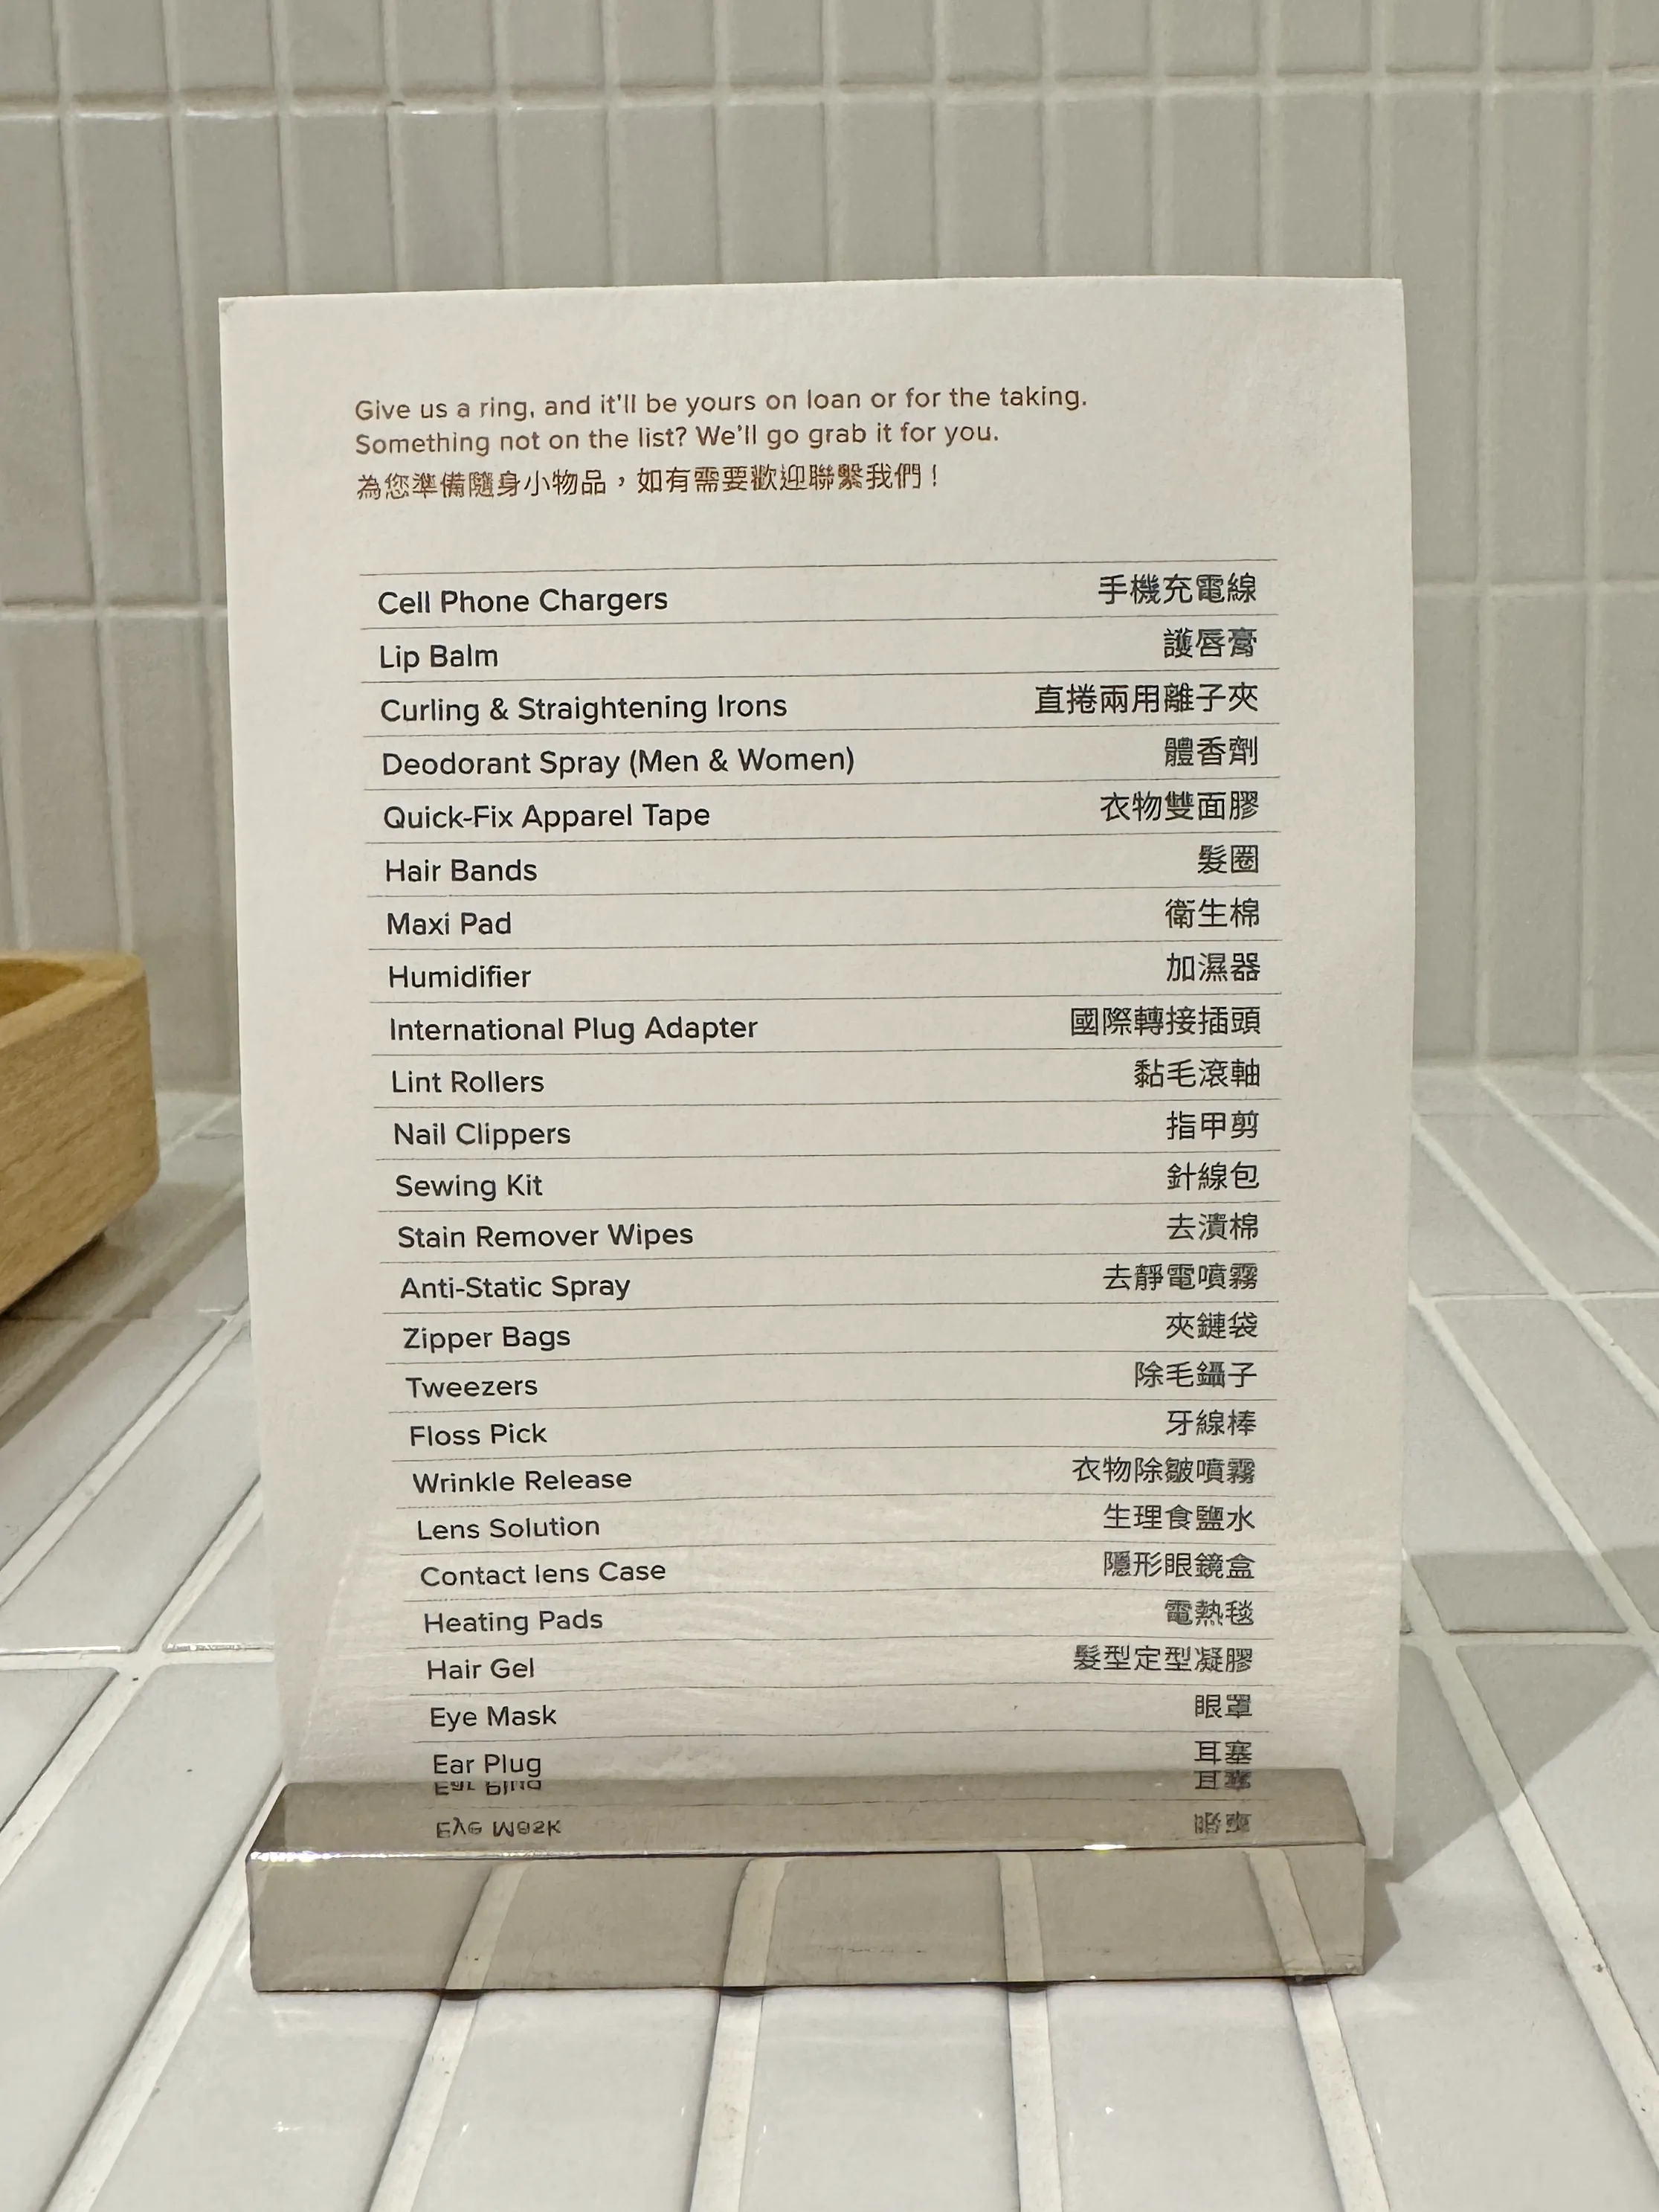 Give us a ring, and it'll be yours on loan or for the taking.
Something not on the list? We'll go grab it for you.
為您準備隨身小物品，如有需要歡迎聯繫我們！
Cell Phone Chargers 手機充電線
Lip Balm 護唇膏
Curling & Straightening Irons 直捲兩用離子夾
Deodorant Spray (Men & Women) 體香劑
Quick-Fix Apparel Tape 衣物雙面膠
Hair Bands 髮圈
Maxi Pad 衛生棉
Humidifier 加濕器
International Plug Adapter 國際轉接插頭
Lint Rollers 黏毛滾軸
Nail Clippers 指甲剪
Sewing Kit 針線包
Stain Remover Wipes 去漬棉
Anti-Static Spray 去靜電噴霧
Zipper Bags 夾鏈袋
Tweezers 除毛鑷子
Floss Pick 牙線棒
Wrinkle Release 衣物除皺噴霧
Lens Solution 生理食鹽水
Contact lens Case 隱形眼鏡盒
Heating Pads 電熱毯
Hair Gel 髮型定型凝膠
Eye Mask 眼罩
Ear Plug 耳塞